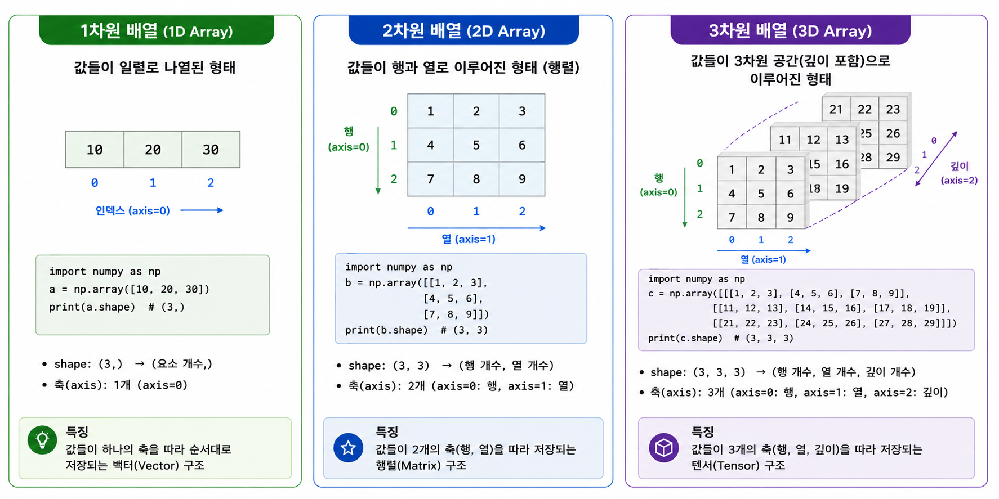 1차원 배열 (1D Array)
값들이 일렬로 나열된 형태
10 20 30
0 1 2
인덱스 (axis=0)
import numpy as np
a = np.array([10, 20, 30])
print(a.shape)  # (3,)
• shape: (3,) → (요소 개수,)
• 축(axis): 1개 (axis=0)
특징
값들이 하나의 축을 따라 순서대로
저장되는 백터(Vector) 구조
2차원 배열 (2D Array)
값들이 행과 열로 이루어진 형태 (행렬)
0 1 2 3
행
(axis=0)
1 4 5 6
2 7 8 9
0 1 2
열 (axis=1)
import numpy as np
b = np.array([[1, 2, 3],
[4, 5, 6],
[7, 8, 9]])
print(b.shape)  # (3, 3)
• shape: (3, 3) → (행 개수, 열 개수)
• 축(axis): 2개 (axis=0: 행, axis=1: 열)
특징
값들이 2개의 축(행, 열)을 따라 저장되는
행렬(Matrix) 구조
3차원 배열 (3D Array)
값들이 3차원 공간(깊이 포함)으로
이루어진 형태
21 22 23
25 26
28 29
11 12 13
15 16
18 19
0 1 2 3
행
(axis=0)
1 4 5 6
2 7 8 9
0 1 2
열 (axis=1)
0
1
2
깊이
(axis=2)
import numpy as np
c = np.array([[[1, 2, 3], [4, 5, 6], [7, 8, 9]],
[[11, 12, 13], [14, 15, 16], [17, 18, 19]],
[[21, 22, 23], [24, 25, 26], [27, 28, 29]]])
print(c.shape)  # (3, 3, 3)
• shape: (3, 3, 3) → (행 개수, 열 개수, 깊이 개수)
• 축(axis): 3개 (axis=0: 행, axis=1: 열, axis=2: 깊이)
특징
값들이 3개의 축(행, 열, 깊이)을 따라 저장되는
텐서(Tensor) 구조